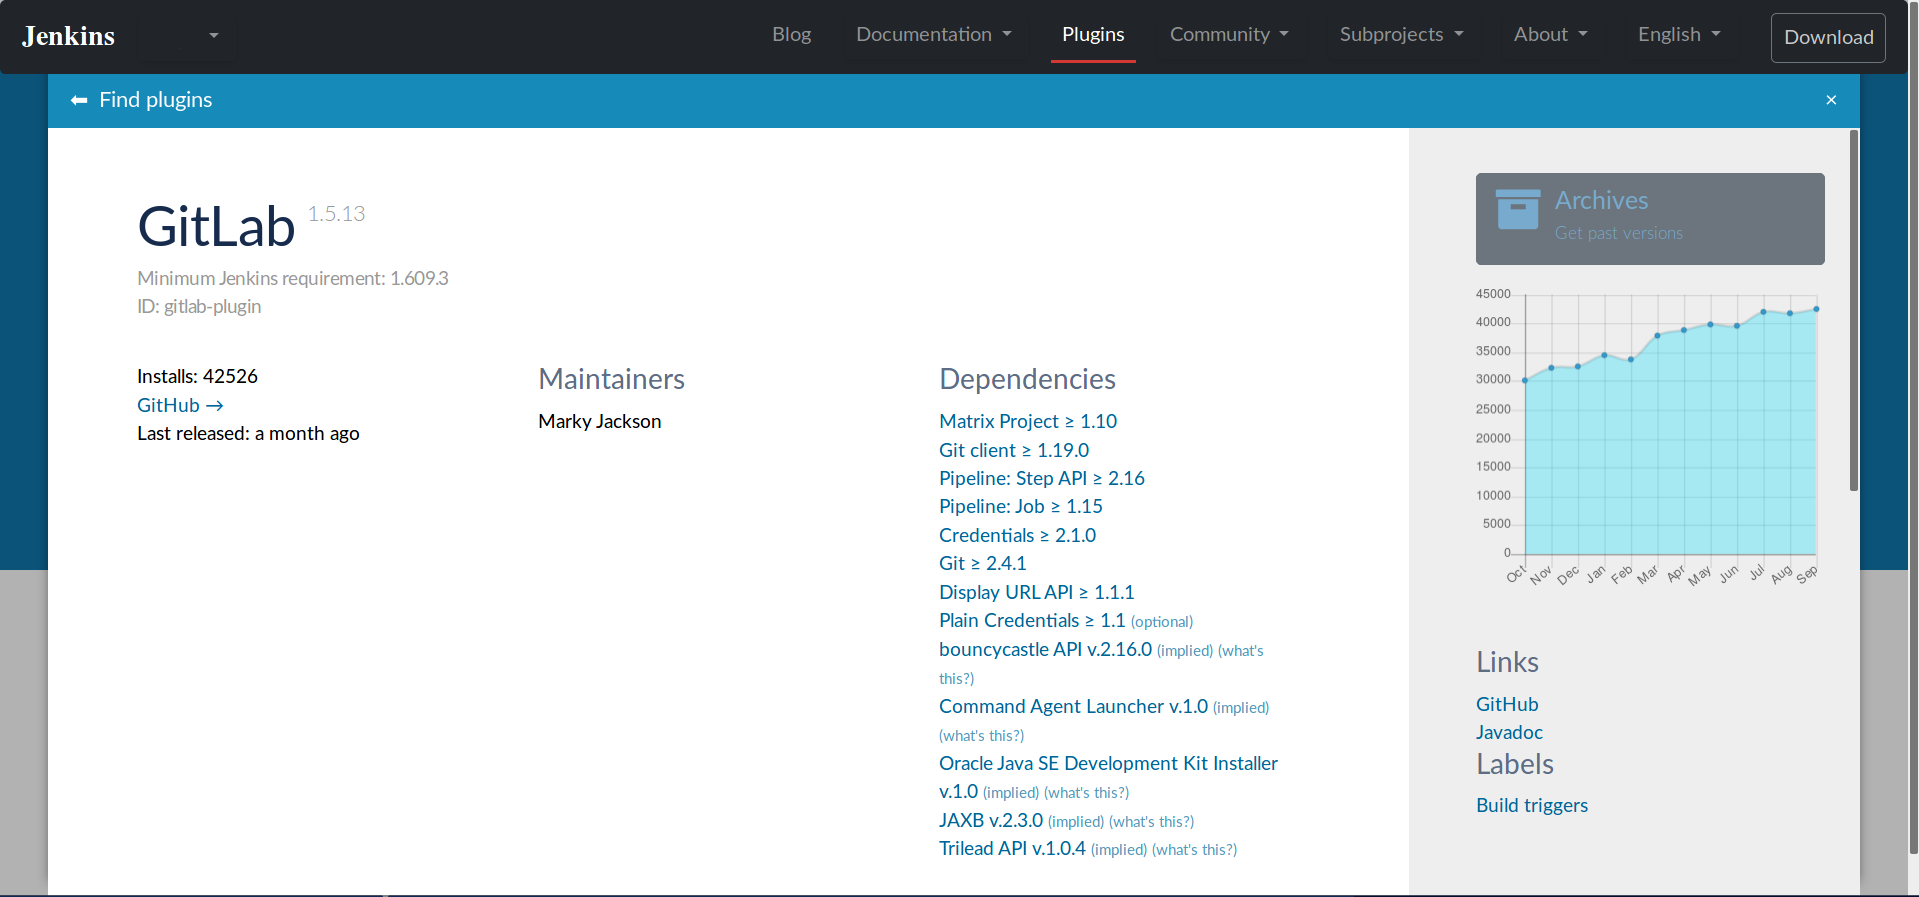 Jenkins
Blog
Documentation
Plugins
Community
Subprojects
About
English
Download
Find plugins
×
GitLab 1.5.13
Minimum Jenkins requirement: 1.609.3
ID: gitlab-plugin
Installs: 42526
GitHub →
Last released: a month ago
Maintainers
Marky Jackson
Dependencies
Matrix Project ≥ 1.10
Git client ≥ 1.19.0
Pipeline: Step API ≥ 2.16
Pipeline: Job ≥ 1.15
Credentials ≥ 2.1.0
Git ≥ 2.4.1
Display URL API ≥ 1.1.1
Plain Credentials ≥ 1.1 (optional)
bouncycastle API v.2.16.0 (implied) (what's
this?)
Command Agent Launcher v.1.0 (implied)
(what's this?)
Oracle Java SE Development Kit Installer
v.1.0 (implied) (what's this?)
JAXB v.2.3.0 (implied) (what's this?)
Trilead API v.1.0.4 (implied) (what's this?)
Archives
Get past versions
45000
40000
35000
30000
25000
20000
15000
10000
5000
0
Oct
Nov
Dec
Jan
Feb
Mar
Apr
May
Jun
Jul
Aug
Sep
Links
GitHub
Javadoc
Labels
Build triggers